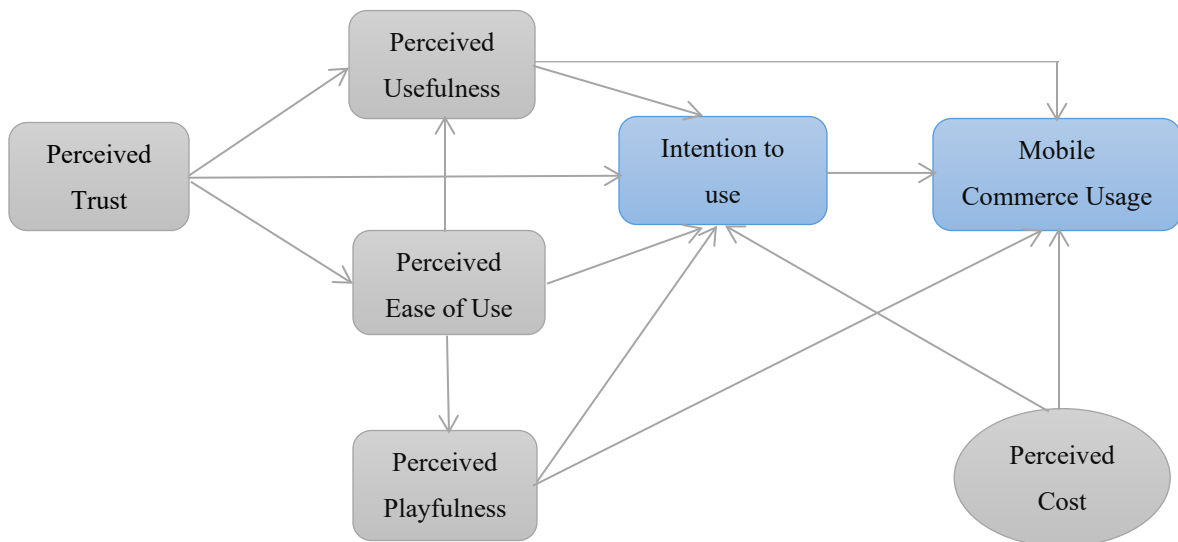 Perceived
Usefulness
Perceived
Trust
Intention to
use
Mobile
Commerce Usage
Perceived
Ease of Use
Perceived
Playfulness
Perceived
Cost